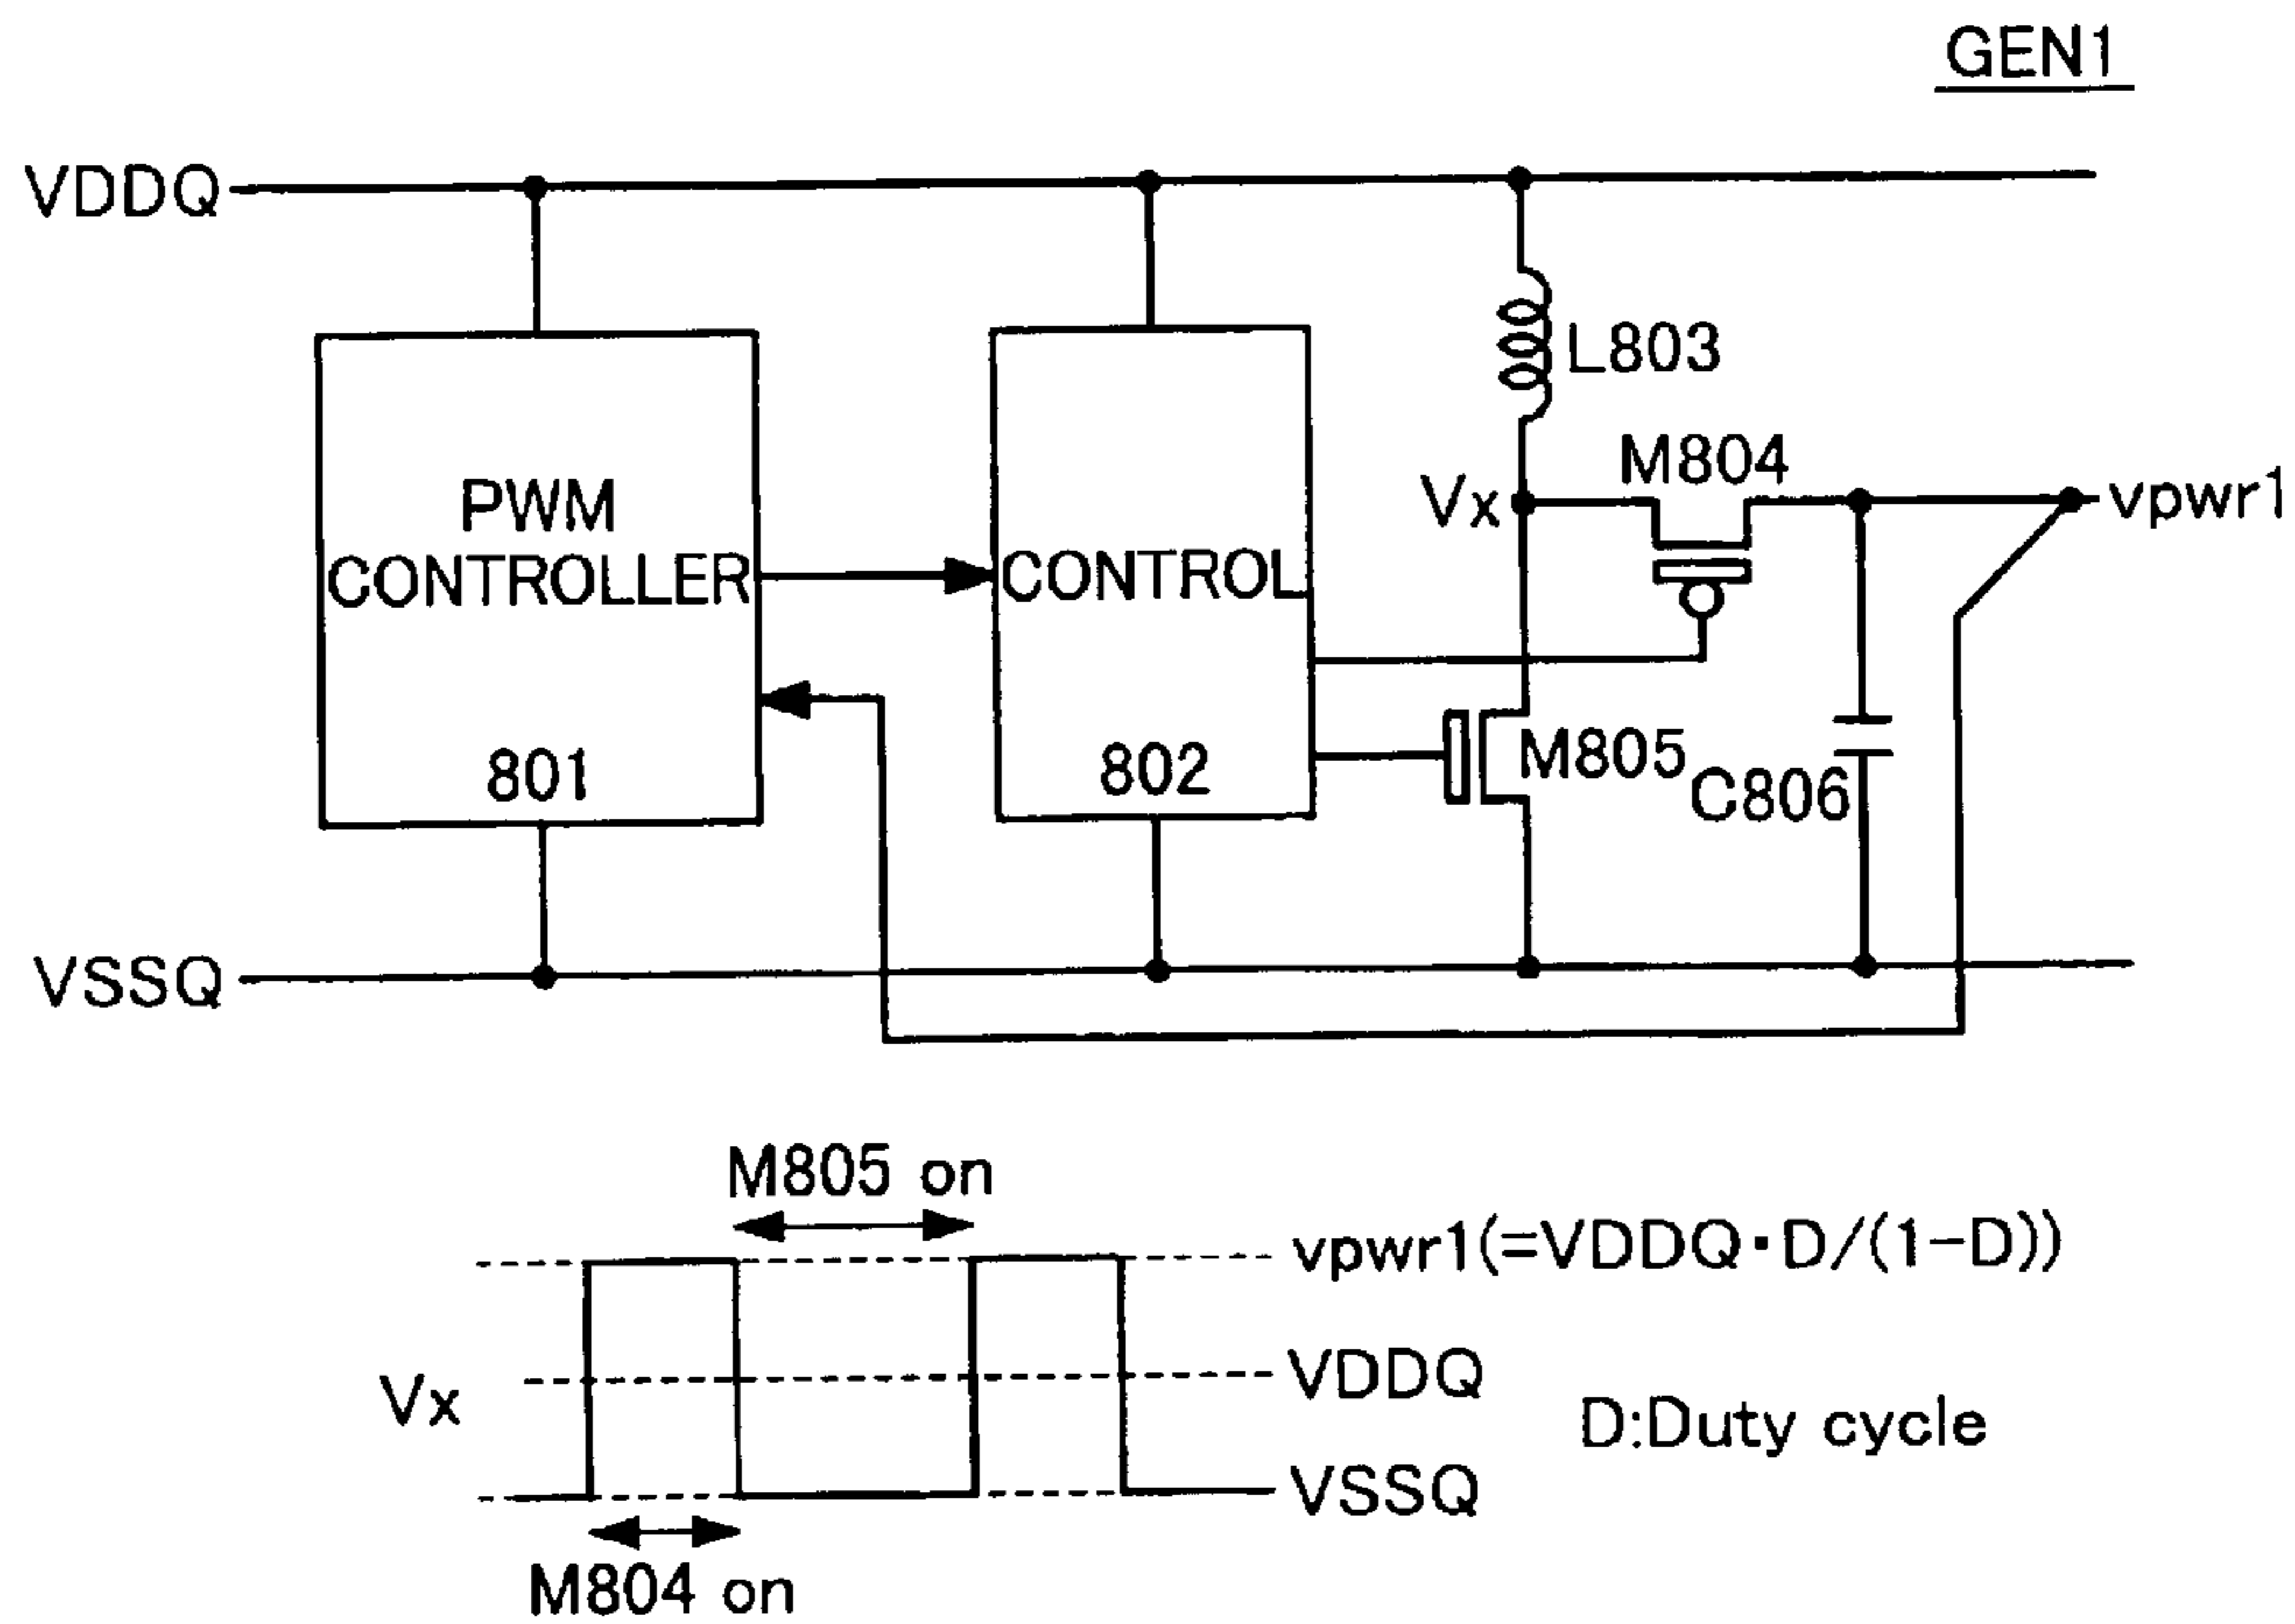 GEN1
VDDQ
L803
M804
Vx
vpwr1
PWM
CONTROLLER
CONTROL
801
802
M805
C806
VSSQ
M805 on
vpwr1(=VDDQ·D/(1-D))
VDDQ
Vx
D:Duty cycle
VSSQ
M804 on